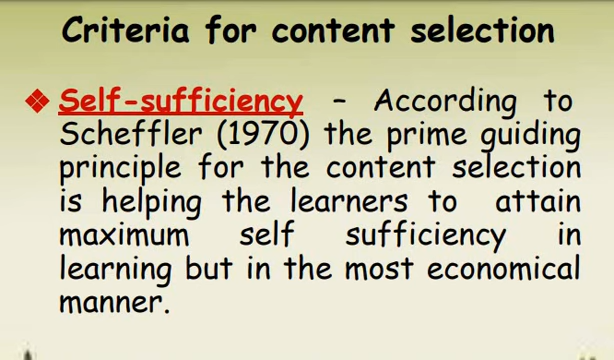 Criteria for content selection
❖ Self-sufficiency – According to
Scheffler (1970) the prime guiding
principle for the content selection
is helping the learners to attain
maximum self sufficiency in
learning but in the most economical
manner.